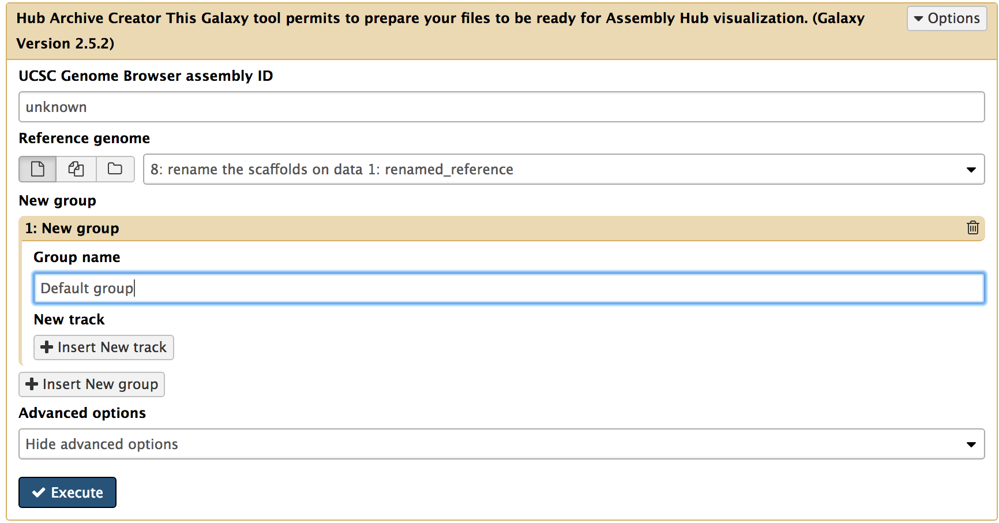 Hub Archive Creator This Galaxy tool permits to prepare your files to be ready for Assembly Hub visualization. (Galaxy
Version 2.5.2)
Options
UCSC Genome Browser assembly ID
unknown
Reference genome
8: rename the scaffolds on data 1: renamed_reference
New group
1: New group
Group name
Default group
New track
Insert New track
Insert New group
Advanced options
Hide advanced options
Execute